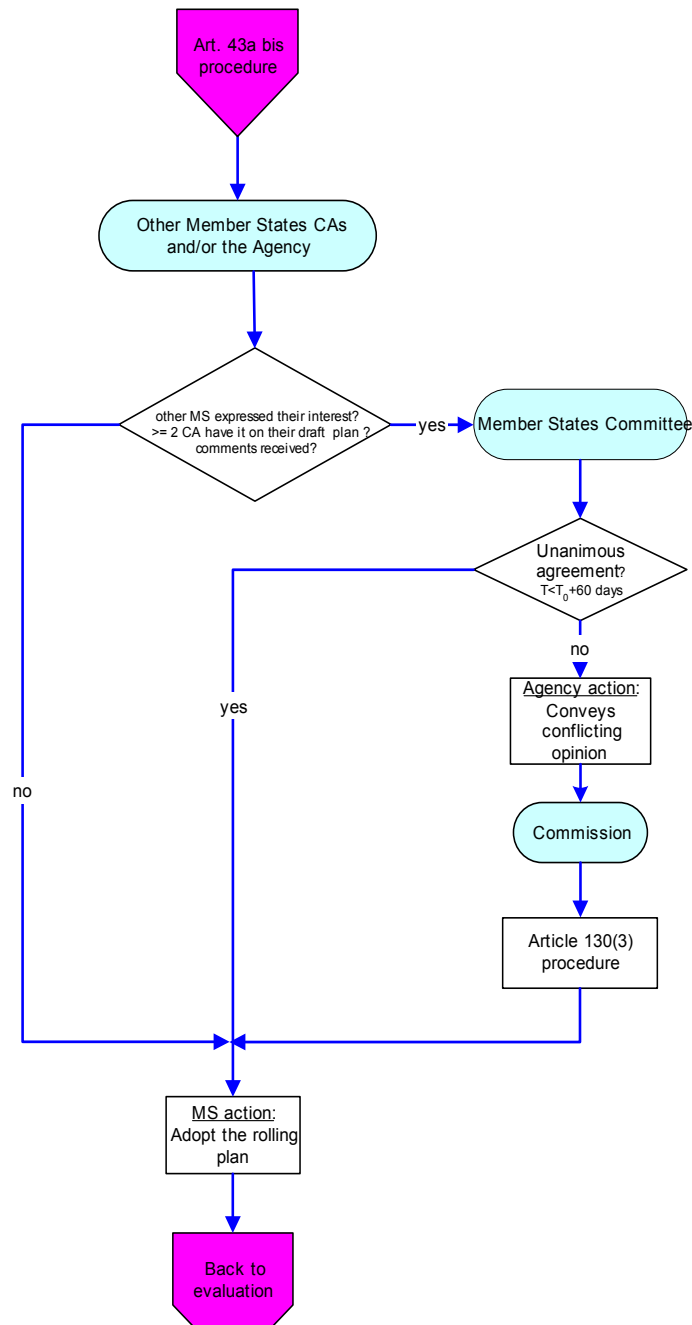 Art. 43a bis
procedure
Other Member States CAs
and/or the Agency
other MS expressed their interest?
>= 2 CA have it on their draft plan ?
comments received?
yes
Member States Committee
Unanimous
agreement?
T<T0+60 days
no
Agency action:
Conveys
conflicting
opinion
yes
no
Commission
Article 130(3)
procedure
MS action:
Adopt the rolling
plan
Back to
evaluation